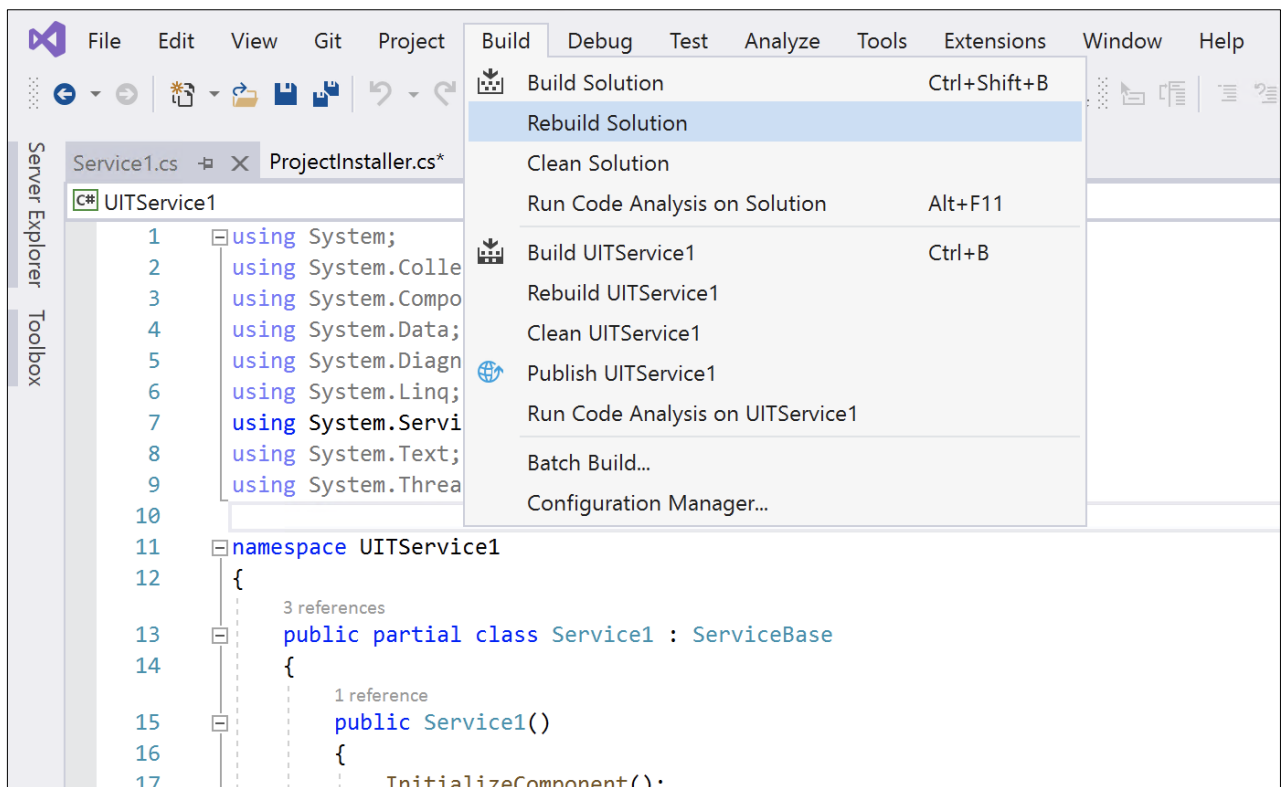 File Edit View Git Project Build Debug Test Analyze Tools Extensions Window Help
Build Solution Ctrl+Shift+B
Rebuild Solution
Clean Solution
Run Code Analysis on Solution Alt+F11
Build UITService1 Ctrl+B
Rebuild UITService1
Clean UITService1
Publish UITService1
Run Code Analysis on UITService1
Batch Build...
Configuration Manager...
Server Explorer
Toolbox
Service1.cs ProjectInstaller.cs*
C# UITService1
1 using System;
2 using System.Colle
3 using System.Compo
4 using System.Data;
5 using System.Diagn
6 using System.Linq;
7 using System.Servi
8 using System.Text;
9 using System.Threa
10
11 namespace UITService1
12 {
3 references
13 public partial class Service1 : ServiceBase
14 {
1 reference
15 public Service1()
16 {
17 InitializeComponent();